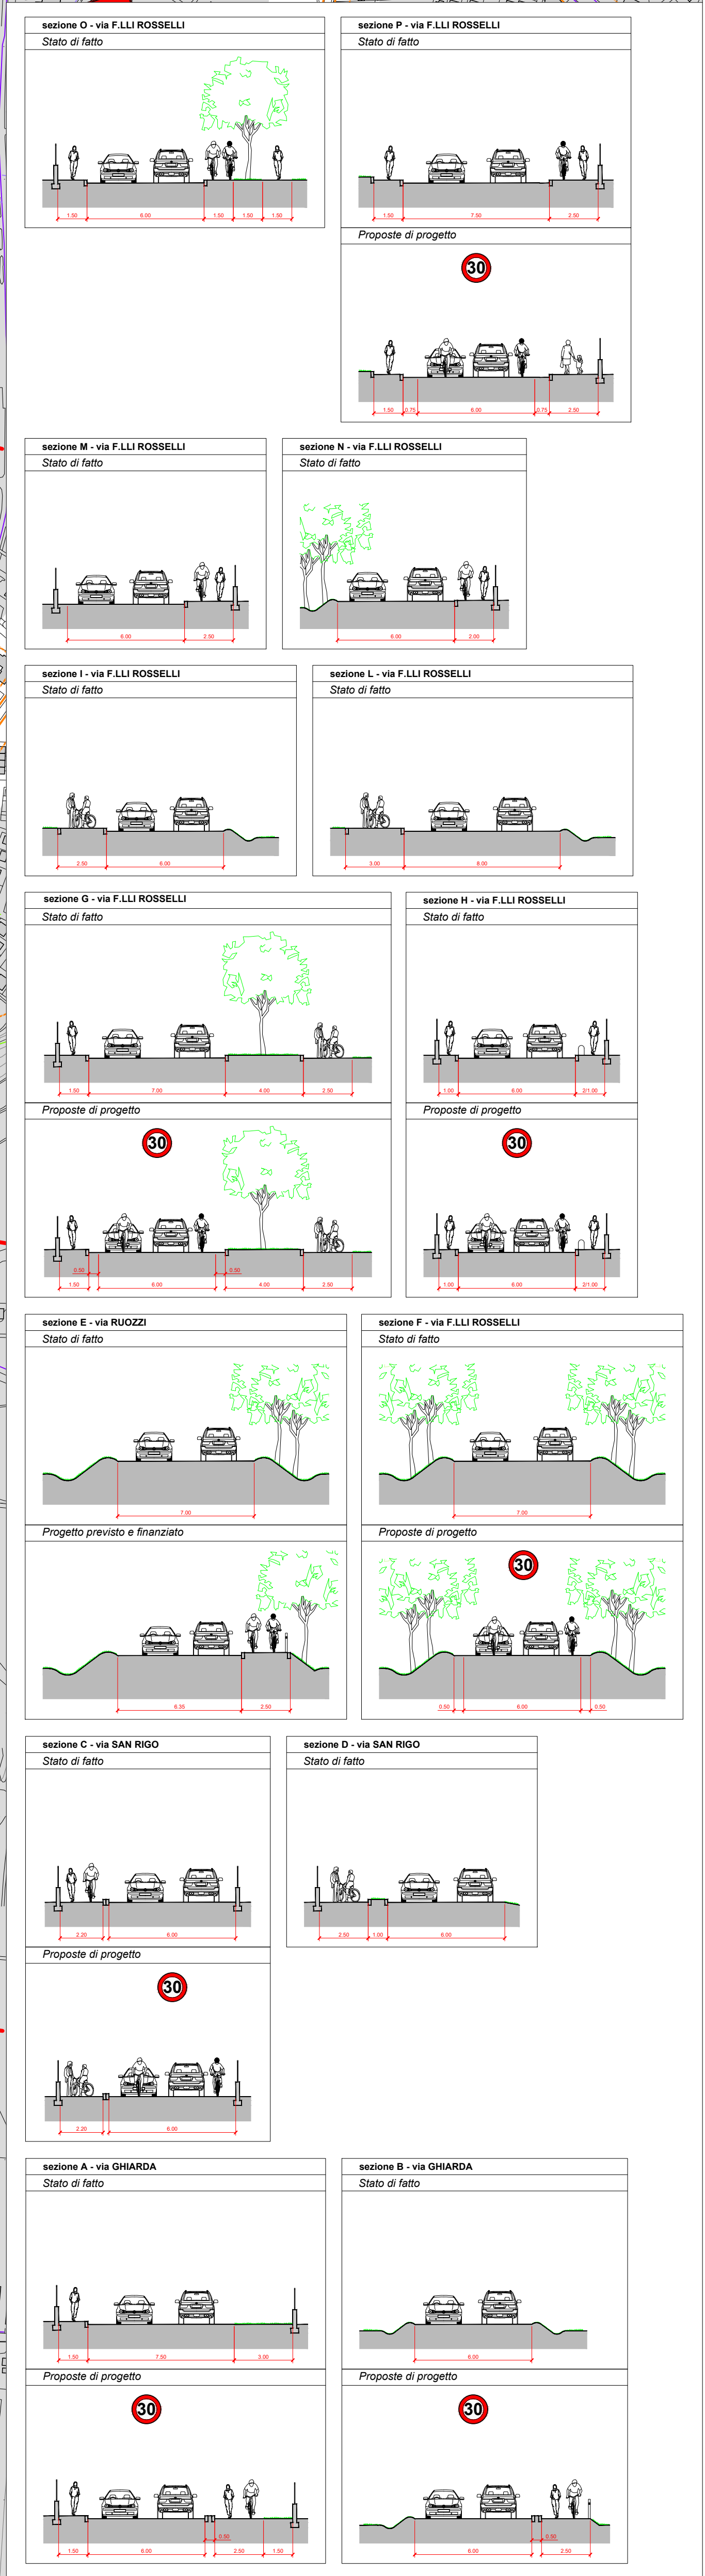 sezione O - via F.LLI ROSSELLI
Stato di fatto
1.50 6.00 1.50 1.50 1.50
sezione P - via F.LLI ROSSELLI
Stato di fatto
1.50 7.50 2.50
Proposte di progetto
30
1.50 0.75 6.00 0.75 2.50
sezione M - via F.LLI ROSSELLI
Stato di fatto
6.00 2.50
sezione N - via F.LLI ROSSELLI
Stato di fatto
6.00 2.00
sezione I - via F.LLI ROSSELLI
Stato di fatto
2.50 6.00
sezione L - via F.LLI ROSSELLI
Stato di fatto
3.00 8.00
sezione G - via F.LLI ROSSELLI
Stato di fatto
1.50 7.00 4.00 2.50
Proposte di progetto
30
0.50 0.50
1.50 6.00 4.00 2.50
sezione H - via F.LLI ROSSELLI
Stato di fatto
1.00 6.00 2/1.00
Proposte di progetto
30
1.00 6.00 2/1.00
sezione E - via RUOZZI
Stato di fatto
7.00
Progetto previsto e finanziato
6.35 2.50
sezione F - via F.LLI ROSSELLI
Stato di fatto
7.00
Proposte di progetto
30
0.50 6.00 0.50
sezione C - via SAN RIGO
Stato di fatto
2.20 6.00
Proposte di progetto
30
2.20 6.00
sezione D - via SAN RIGO
Stato di fatto
2.50 1.00 6.00
sezione A - via GHIARDA
Stato di fatto
1.50 7.50 3.00
Proposte di progetto
30
0.50
1.50 6.00 2.50 1.50
sezione B - via GHIARDA
Stato di fatto
6.00
Proposte di progetto
30
0.50
6.00 2.50